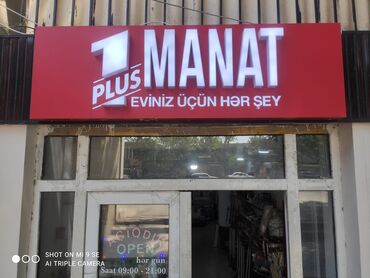 1 PLUS MANAT
EVİNİZ ÜÇÜN HƏR ŞEY
OPEN
hər gün
Saat 09:00 - 21:00
SHOT ON MI 9 SE
AI TRIPLE CAMERA